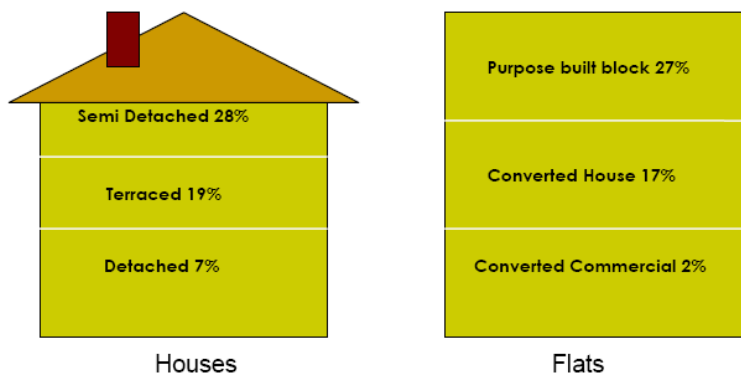 Semi Detached 28%
Terraced 19%
Detached 7%
Houses
Purpose built block 27%
Converted House 17%
Converted Commercial 2%
Flats